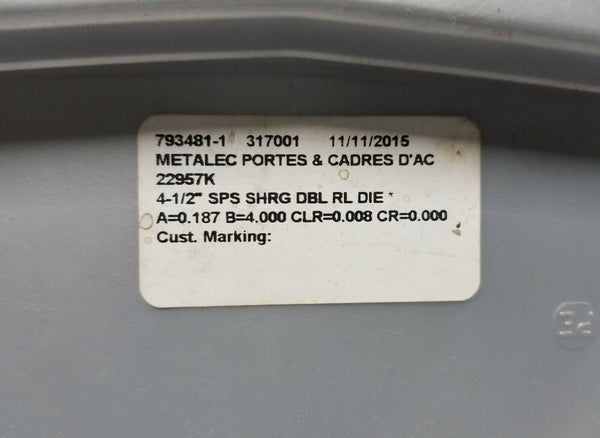 793481-1 317001 11/11/2015
METALEC PORTES & CADRES D'AC
22957K
4-1/2" SPS SHRG DBL RL DIE *
A=0.187 B=4.000 CLR=0.008 CR=0.000
Cust. Marking: